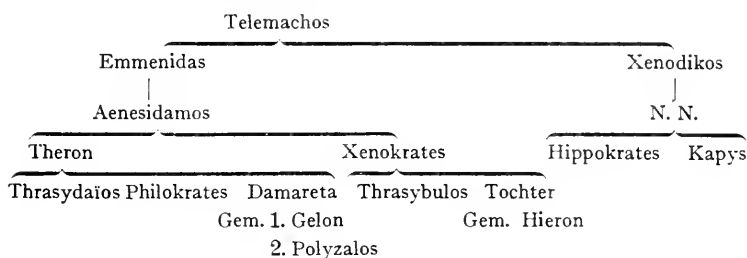 Telemachos
Emmenidas Xenodikos
Aenesidamos N. N.
Theron Xenokrates Hippokrates Kapys
Thrasydaïos Philokrates Damareta Thrasybulos Tochter
Gem. 1. Gelon Gem. Hieron
2. Polyzalos